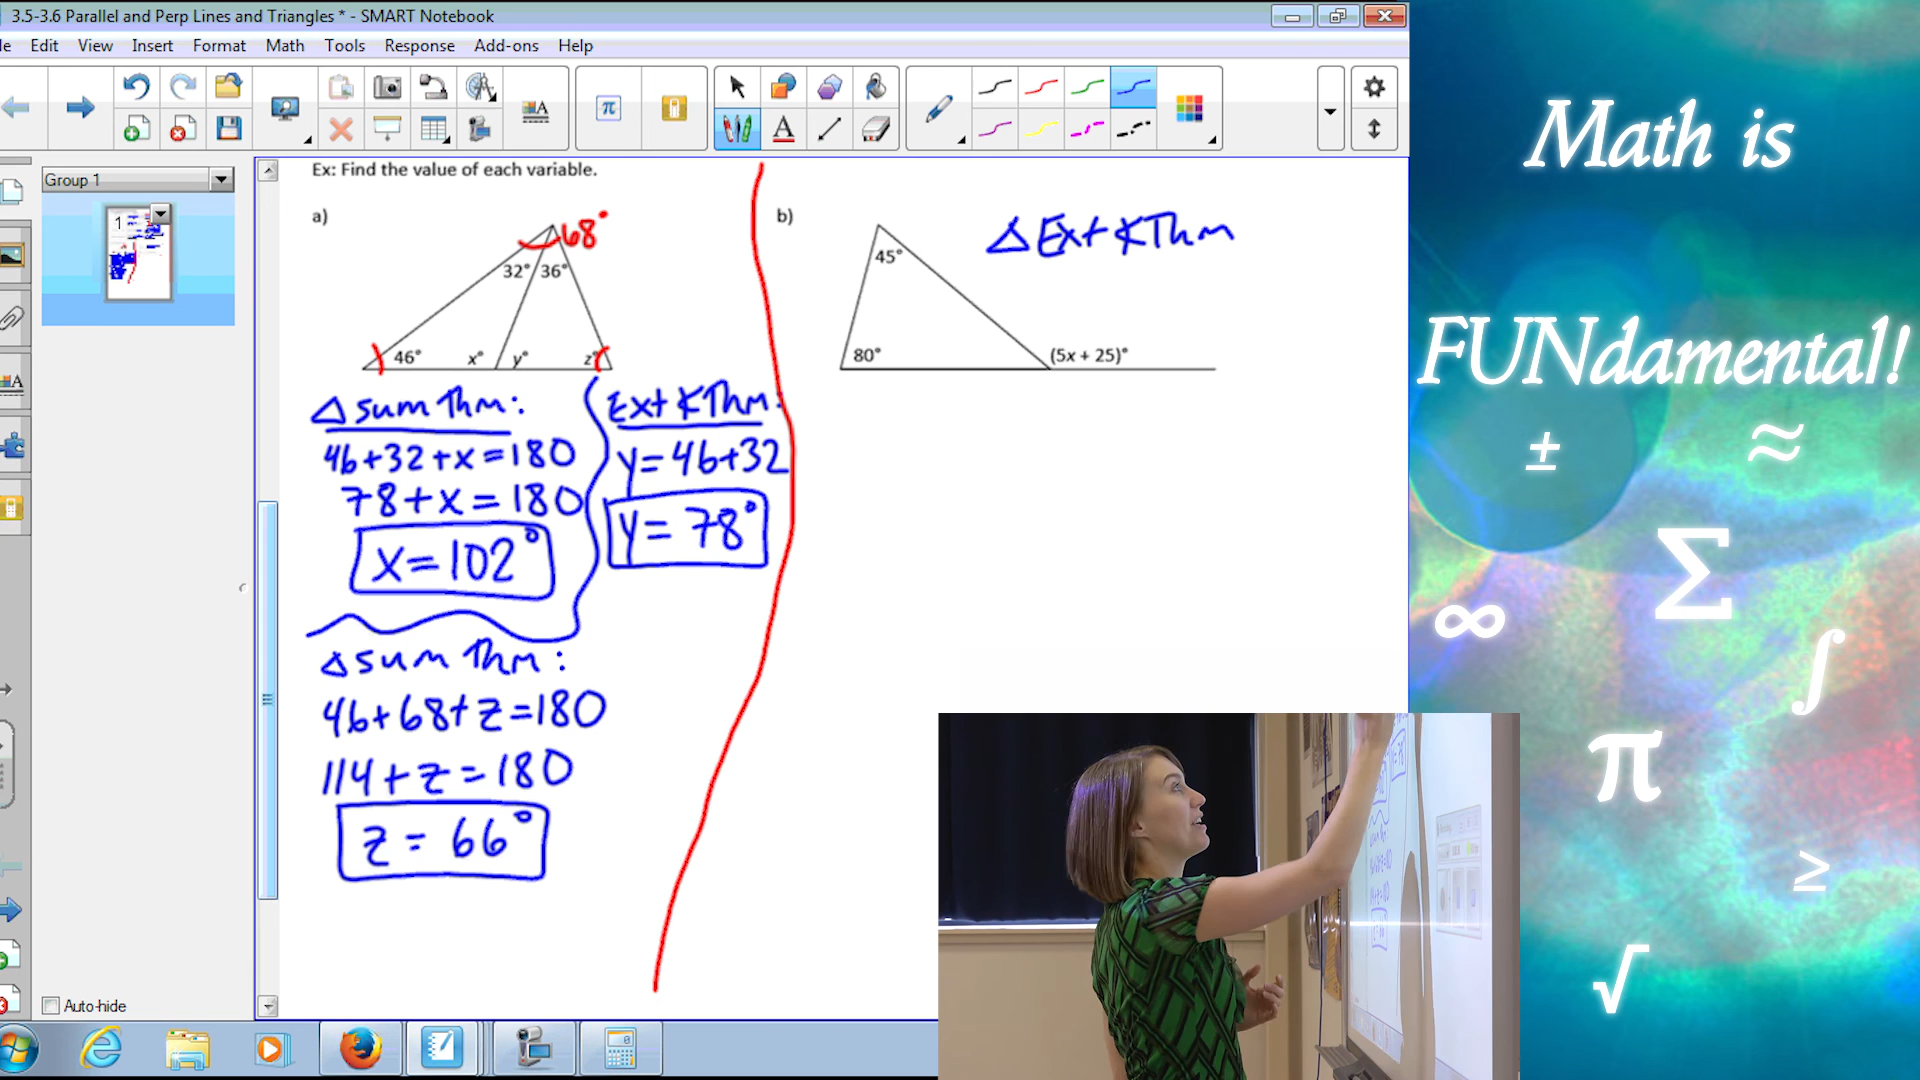 3.5-3.6 Parallel and Perp Lines and Triangles * - SMART Notebook
Edit View Insert Format Math Tools Response Add-ons Help
Group 1
1
Ex: Find the value of each variable.
a)
68°
32° 36°
46° x° y° z°
△ sum Thm:
46+32+x=180
78+x=180
x=102°
Ext ∡Thm:
y=46+32
y=78°
△sum Thm:
46+68+z=180
114+z=180
z=66°
b)
△Ext ∡Thm
45°
80° (5x + 25)°
Auto-hide
Math is
FUNdamental!
± ≈
Σ
∞ ∫
π
≥
√